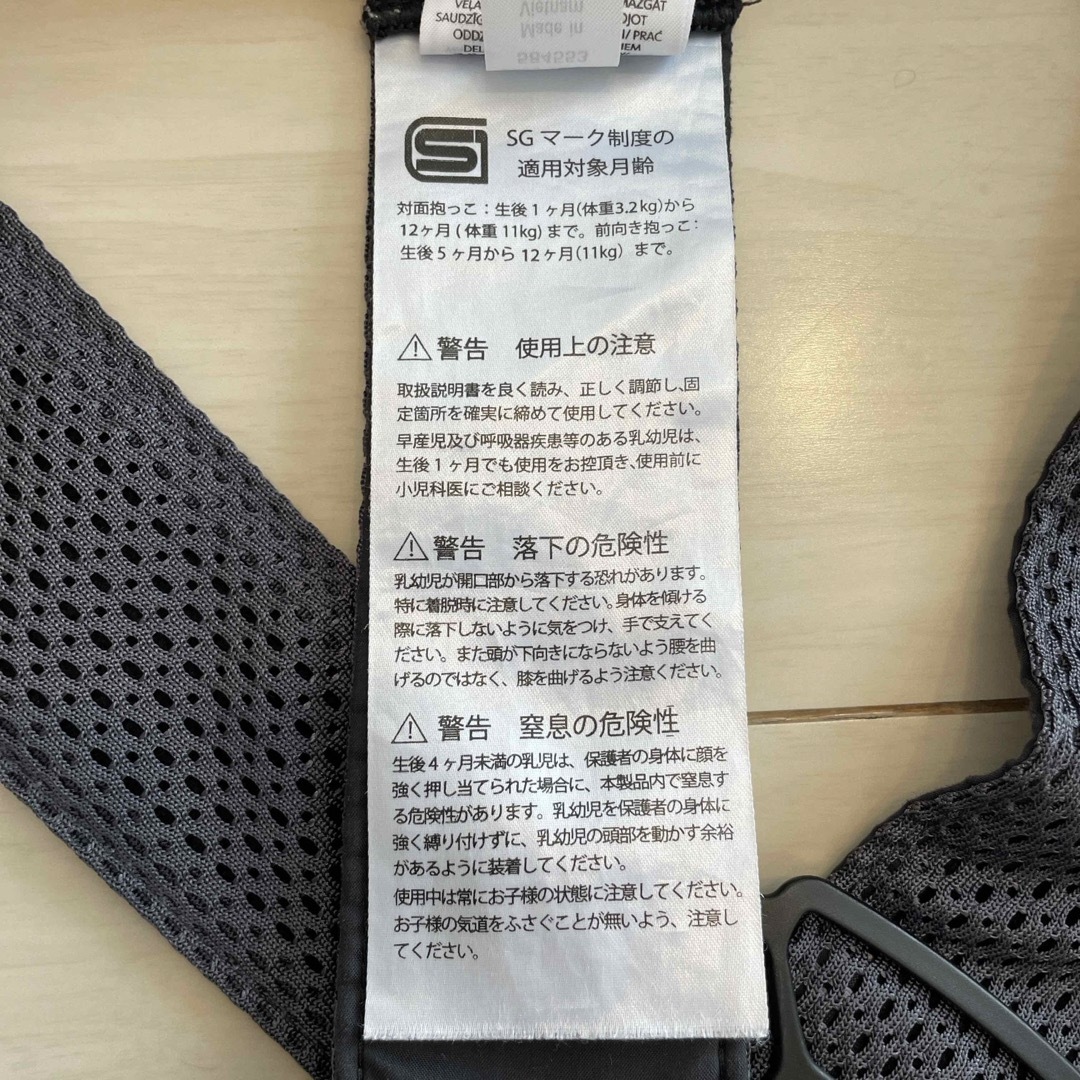 VELA
SAUDZĪG
ODDZ
DEL
MAZGAT
OJOT
/ PRAĆ
EM
Vietnam
Made in
584553
SG マーク制度の
適用対象月齢
対面抱っこ：生後1ヶ月(体重3.2kg)から
12ヶ月 ( 体重 11kg) まで。前向き抱っこ：
生後5ヶ月から 12ヶ月(11kg) まで。
⚠警告 使用上の注意
取扱説明書を良く読み、正しく調節し、固
定箇所を確実に締めて使用してください。
早産児及び呼吸器疾患等のある乳幼児は、
生後1ヶ月でも使用をお控頂き、使用前に
小児科医にご相談ください。
⚠警告 落下の危険性
乳幼児が開口部から落下する恐れがあります。
特に着脱時に注意してください。身体を傾ける
際に落下しないように気をつけ、手で支えてく
ださい。また頭が下向きにならないよう腰を曲
げるのではなく、膝を曲げるよう注意ください。
⚠警告 窒息の危険性
生後4ヶ月未満の乳児は、保護者の身体に顔を
強く押し当てられた場合に、本製品内で窒息す
る危険性があります。乳幼児を保護者の身体に
強く縛り付けずに、乳幼児の頭部を動かす余裕
があるように装着してください。
使用中は常にお子様の状態に注意してください。
お子様の気道をふさぐことが無いよう、注意し
てください。